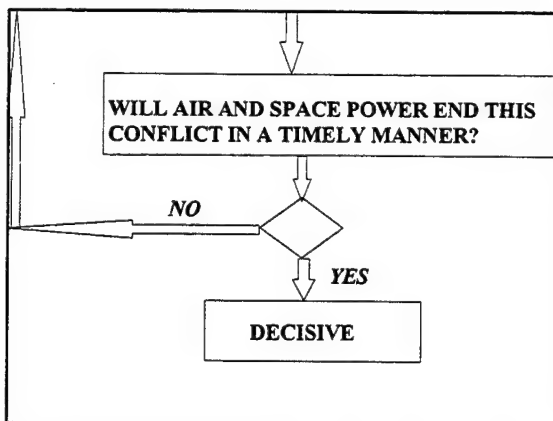 WILL AIR AND SPACE POWER END THIS
CONFLICT IN A TIMELY MANNER?
NO
YES
DECISIVE